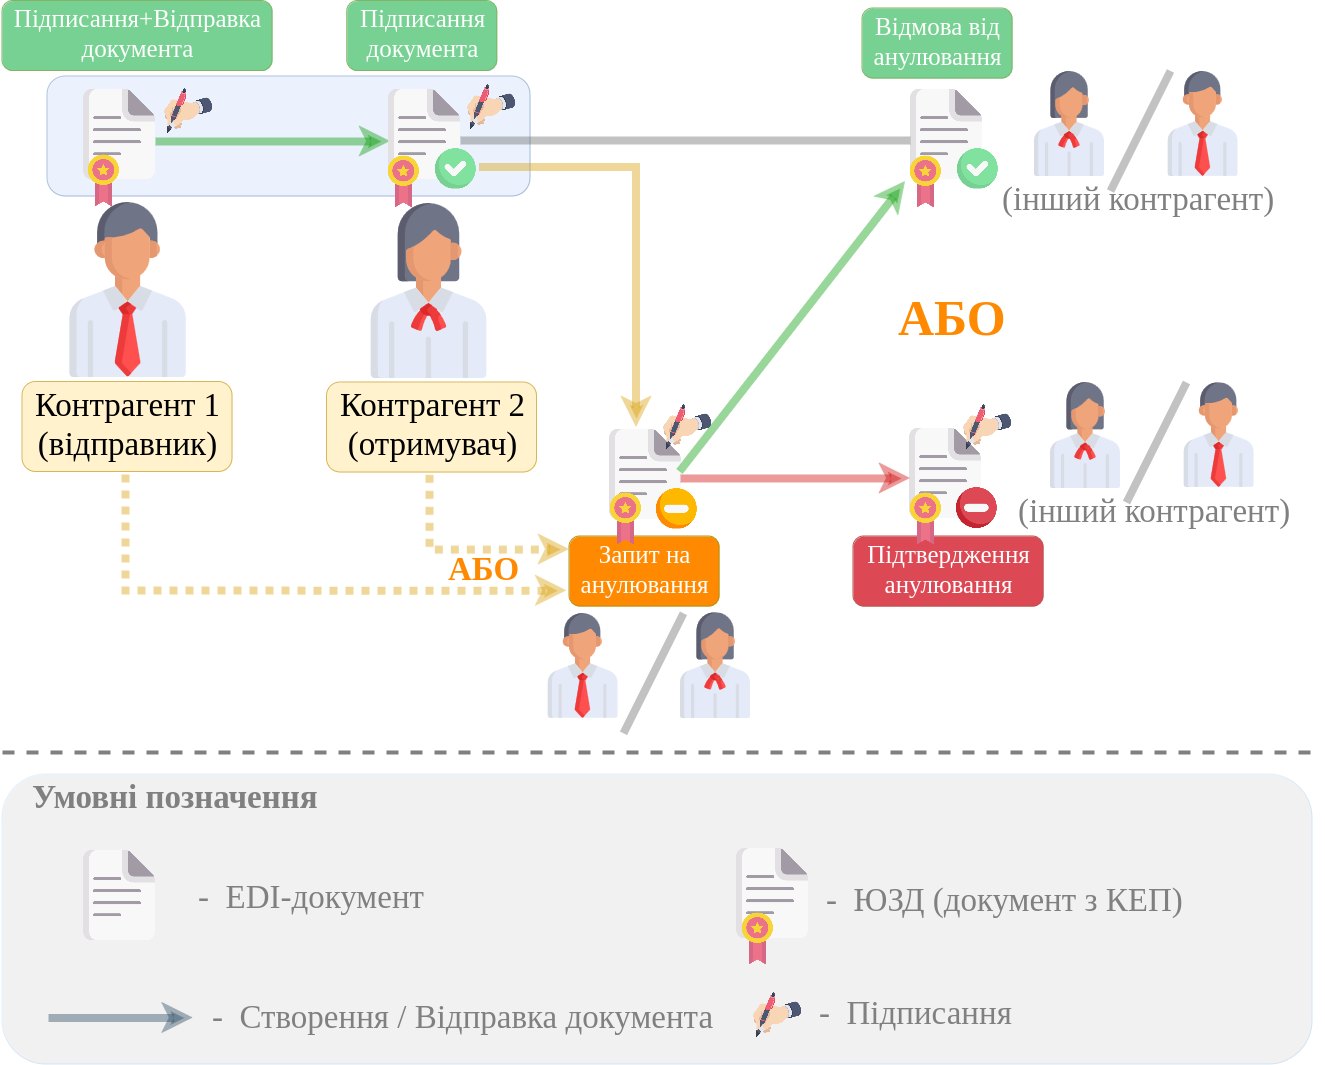 Підписання+Відправка
документа
Підписання
документа
Відмова від
анулювання
(інший контрагент)
АБО
Контрагент 1
(відправник)
Контрагент 2
(отримувач)
(інший контрагент)
АБО
Запит на
анулювання
Підтвердження
анулювання
Умовні позначення
- EDI-документ
- ЮЗД (документ з КЕП)
- Створення / Відправка документа
- Підписання